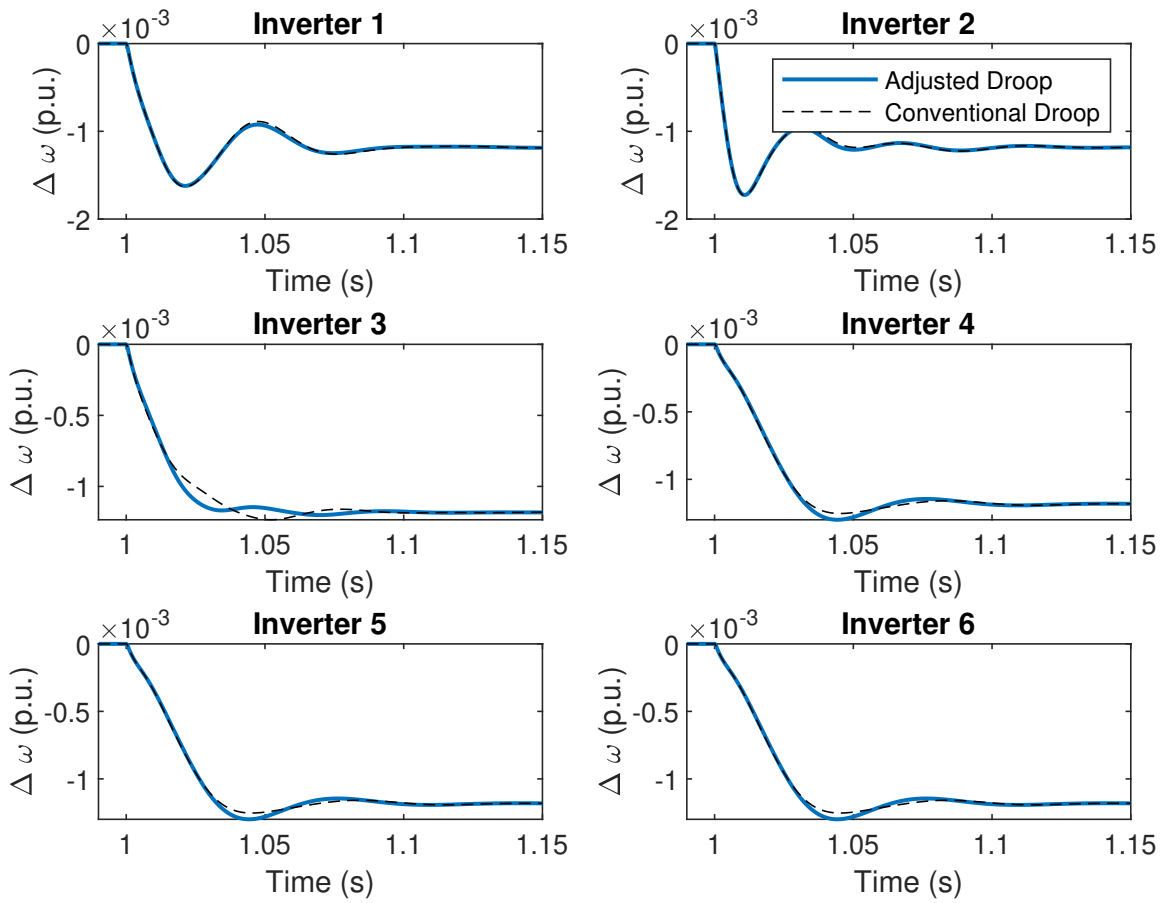 Inverter 1
×10-3
0
-1
-2
Δ ω (p.u.)
1
1.05
1.1
1.15
Time (s)
Inverter 2
×10-3
0
-1
-2
Δ ω (p.u.)
Adjusted Droop
Conventional Droop
1
1.05
1.1
1.15
Time (s)
Inverter 3
×10-3
0
-0.5
-1
Δ ω (p.u.)
1
1.05
1.1
1.15
Time (s)
Inverter 4
×10-3
0
-0.5
-1
Δ ω (p.u.)
1
1.05
1.1
1.15
Time (s)
Inverter 5
×10-3
0
-0.5
-1
Δ ω (p.u.)
1
1.05
1.1
1.15
Time (s)
Inverter 6
×10-3
0
-0.5
-1
Δ ω (p.u.)
1
1.05
1.1
1.15
Time (s)